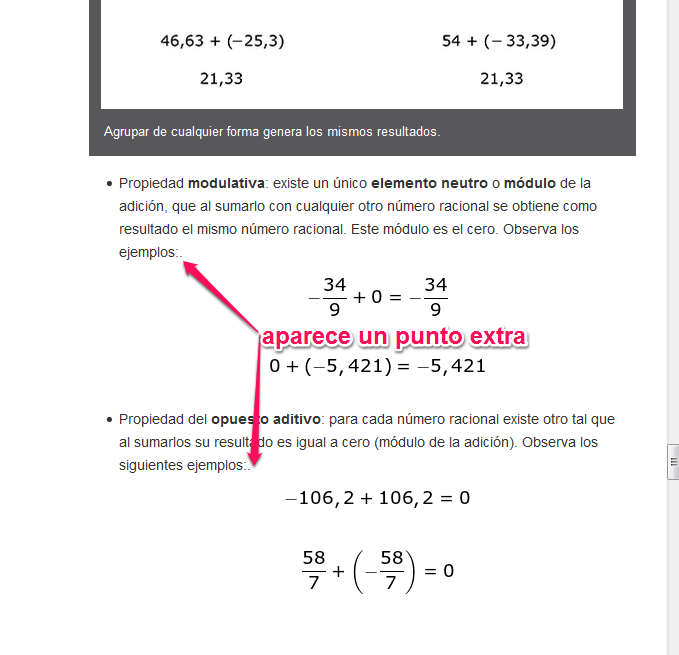 46,63 + (−25,3) 54 + (− 33,39)
21,33 21,33
Agrupar de cualquier forma genera los mismos resultados.
• Propiedad modulativa: existe un único elemento neutro o módulo de la
adición, que al sumarlo con cualquier otro número racional se obtiene como
resultado el mismo número racional. Este módulo es el cero. Observa los
ejemplos:.
−34/9 + 0 = −34/9
aparece un punto extra
0 + (−5, 421) = −5, 421
• Propiedad del opuesto aditivo: para cada número racional existe otro tal que
al sumarlos su resultado es igual a cero (módulo de la adición). Observa los
siguientes ejemplos:.
−106, 2 + 106, 2 = 0
58/7 + (−58/7) = 0